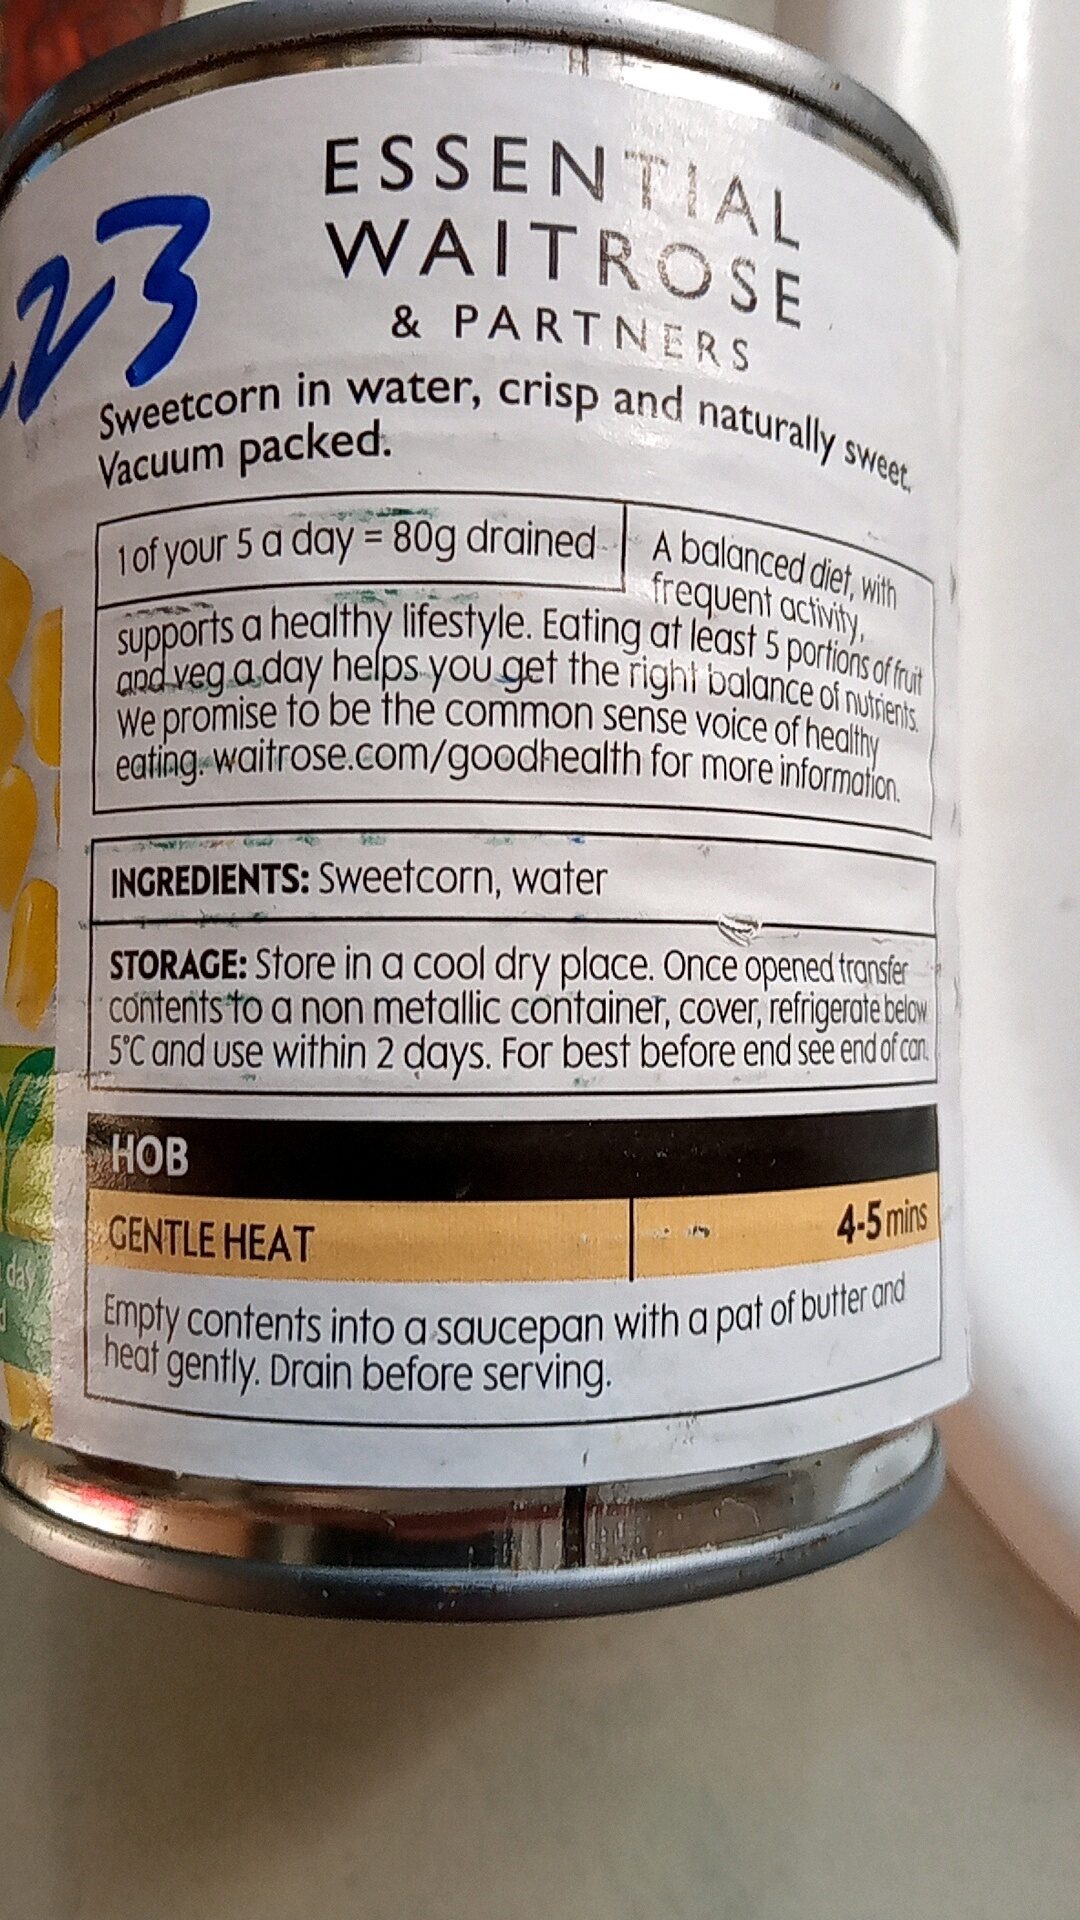 23
ESSENTIAL
WAITROSE
& PARTNERS
Sweetcorn in water, crisp and naturally sweet.
Vacuum packed.
1 of your 5 a day = 80g drained
A balanced diet, with
frequent activity,
supports a healthy lifestyle. Eating at least 5 portions of fruit
and veg a day helps you get the right balance of nutrients.
We promise to be the common sense voice of healthy
eating. waitrose.com/goodhealth for more information.
INGREDIENTS: Sweetcorn, water
STORAGE: Store in a cool dry place. Once opened transfer
contents to a non metallic container, cover, refrigerate below
5°C and use within 2 days. For best before end see end of can.
HOB
GENTLE HEAT 4-5 mins
Empty contents into a saucepan with a pat of butter and
heat gently. Drain before serving.
day